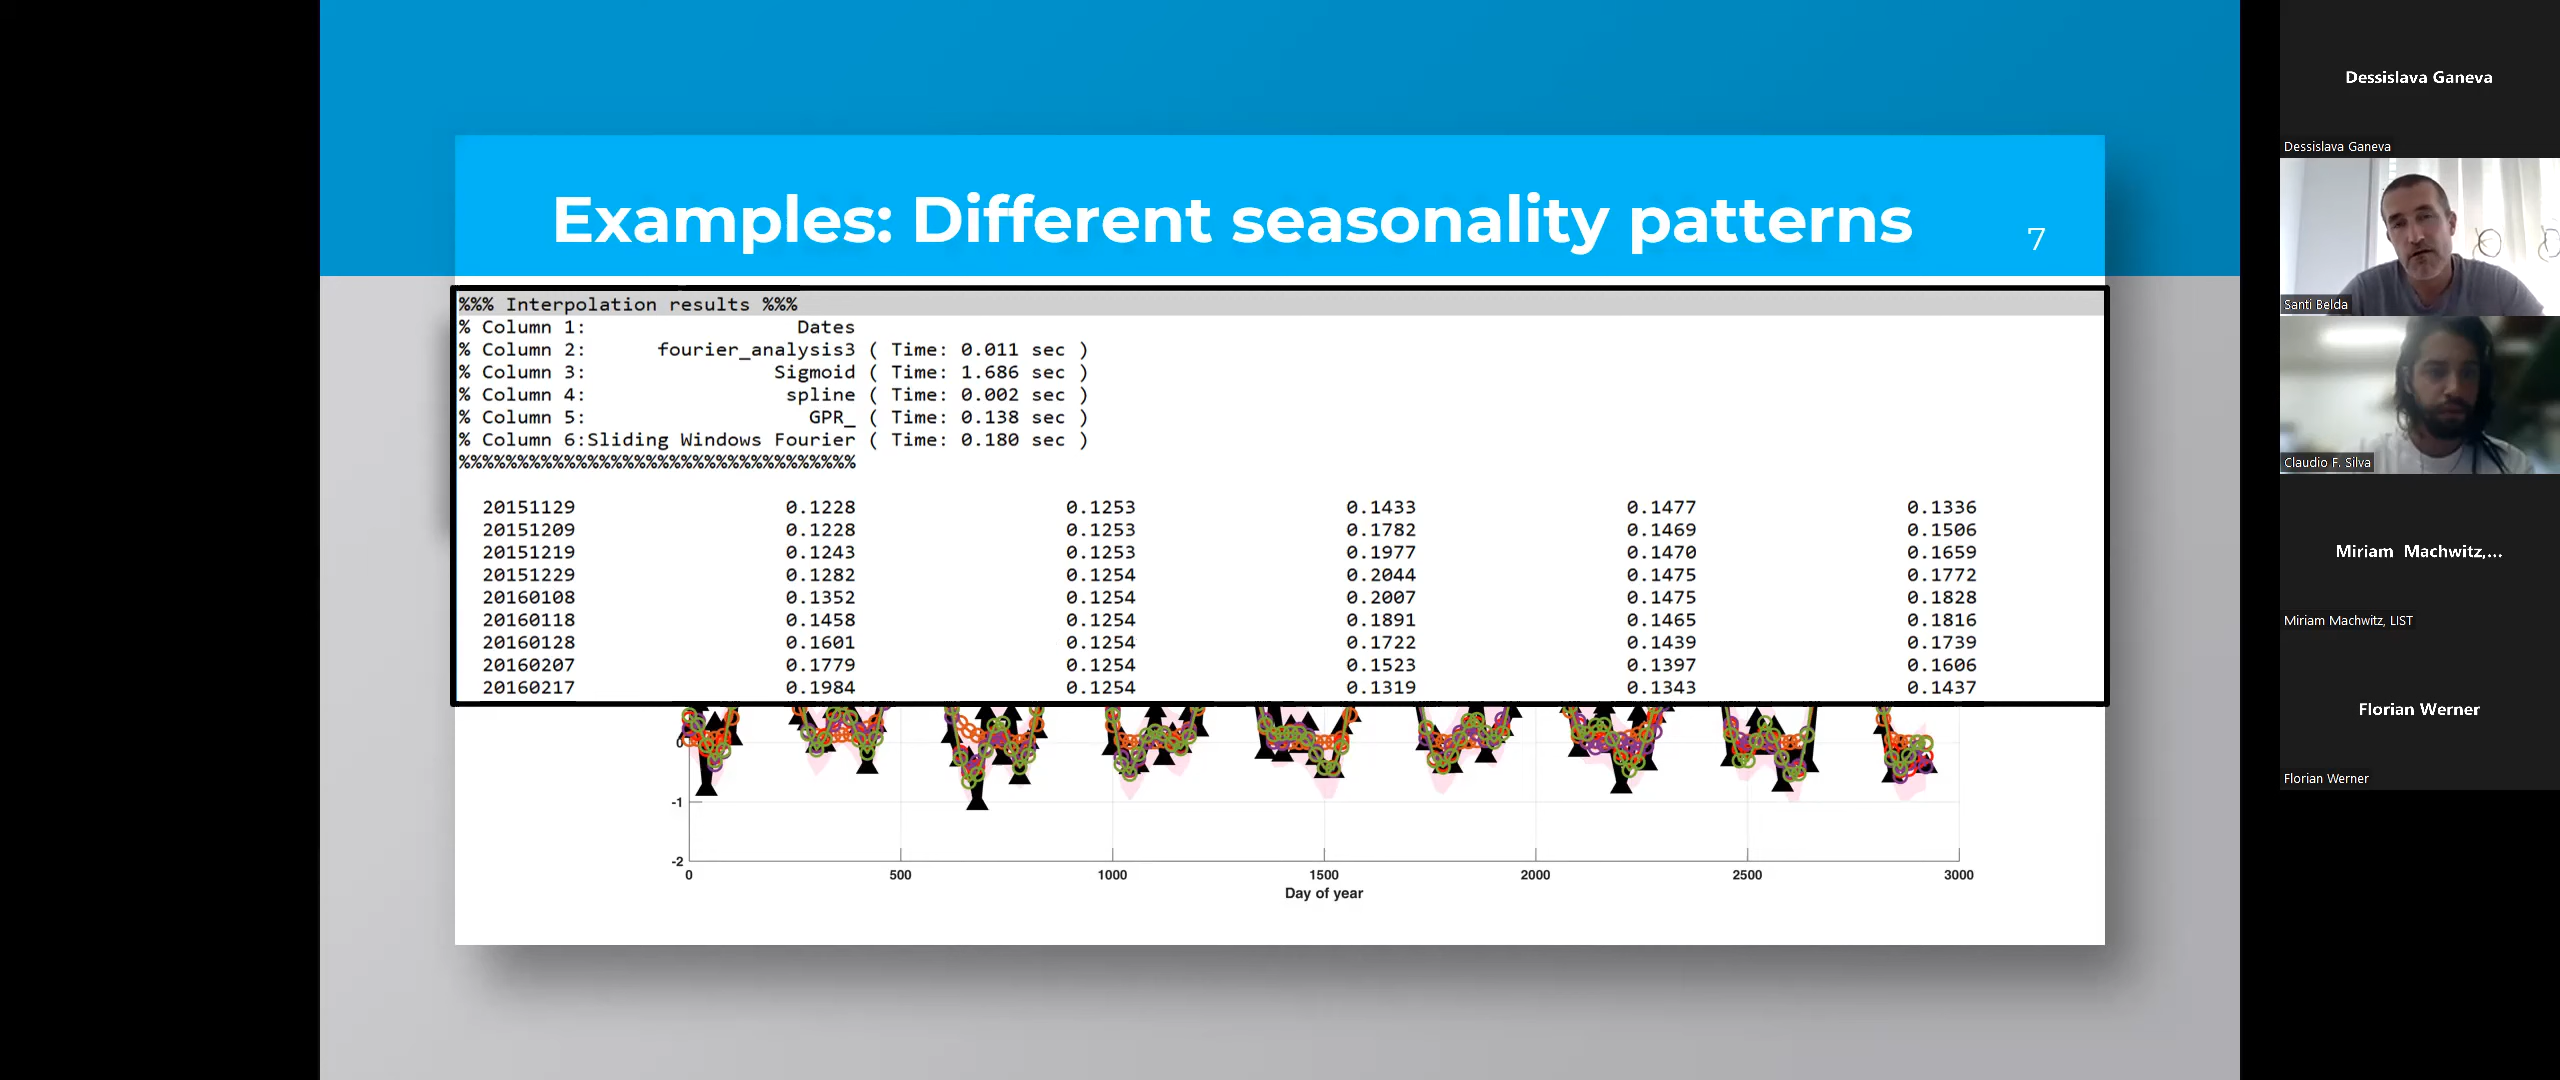 Examples: Different seasonality patterns
7
%%% Interpolation results %%%
% Column 1: Dates
% Column 2: fourier_analysis3 ( Time: 0.011 sec )
% Column 3: Sigmoid ( Time: 1.686 sec )
% Column 4: spline ( Time: 0.002 sec )
% Column 5: GPR_ ( Time: 0.138 sec )
% Column 6:Sliding Windows Fourier ( Time: 0.180 sec )
%%%%%%%%%%%%%%%%%%%%%%%%%%%%%%%%%%
20151129 0.1228 0.1253 0.1433 0.1477 0.1336
20151209 0.1228 0.1253 0.1782 0.1469 0.1506
20151219 0.1243 0.1253 0.1977 0.1470 0.1659
20151229 0.1282 0.1254 0.2044 0.1475 0.1772
20160108 0.1352 0.1254 0.2007 0.1475 0.1828
20160118 0.1458 0.1254 0.1891 0.1465 0.1816
20160128 0.1601 0.1254 0.1722 0.1439 0.1739
20160207 0.1779 0.1254 0.1523 0.1397 0.1606
20160217 0.1984 0.1254 0.1319 0.1343 0.1437
0
-1
-2
0 500 1000 1500 2000 2500 3000
Day of year
Dessislava Ganeva
Dessislava Ganeva
Santi Belda
Claudio F. Silva
Miriam Machwitz,...
Miriam Machwitz, LIST
Florian Werner
Florian Werner